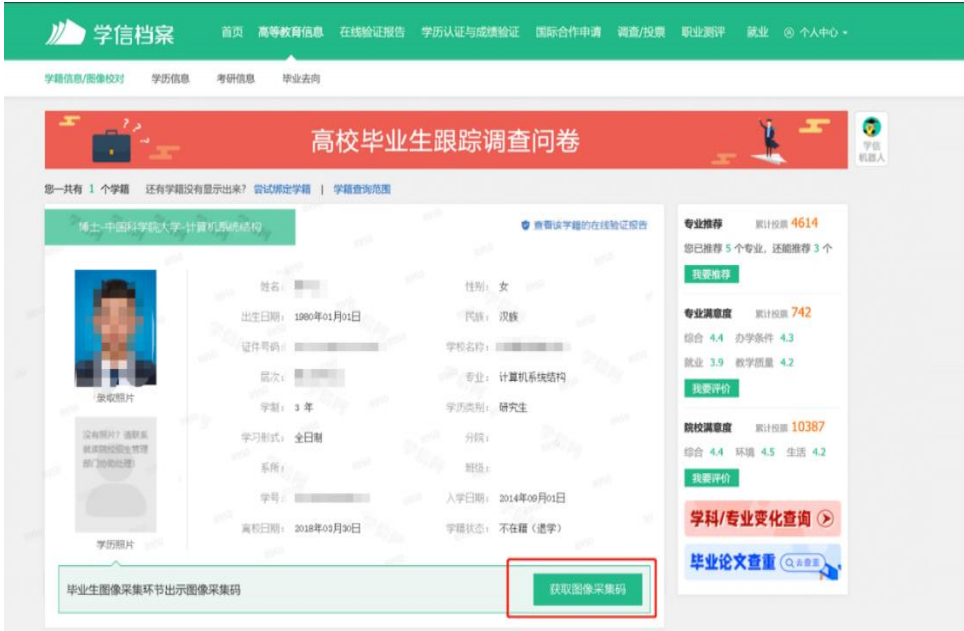 学信档案
首页 高等教育信息 在线验证报告 学历认证与成绩验证 国际合作申请 调查/投票 职业测评 就业 个人中心
学籍信息/图像校对 学历信息 考研信息 毕业去向
高校毕业生跟踪调查问卷
学信
机器人
您一共有 1 个学籍 还有学籍没有显示出来? 尝试绑定学籍 | 学籍查询范围
博士-中国科学院大学-计算机系统结构
查看该学籍的在线验证报告
录取照片
没有照片? 请联系
学历照片
姓名:
性别: 女
出生日期: 1980年01月01日
民族: 汉族
证件号码:
学校名称:
层次:
专业: 计算机系统结构
学制: 3 年
学历类别: 研究生
学习形式: 全日制
分院:
系所:
班级:
学号:
入学日期: 2014年09月01日
离校日期: 2018年03月30日
学籍状态: 不在籍 (退学)
毕业生图像采集环节出示图像采集码
获取图像采集码
专业推荐 累计投票 4614
您已推荐 5 个专业, 还能推荐 3 个
我要推荐
专业满意度 累计投票 742
综合 4.4 办学条件 4.3
就业 3.9 教学质量 4.2
我要评价
院校满意度 累计投票 10387
综合 4.4 环境 4.5 生活 4.2
我要评价
学科/专业变化查询
毕业论文查重 去查重